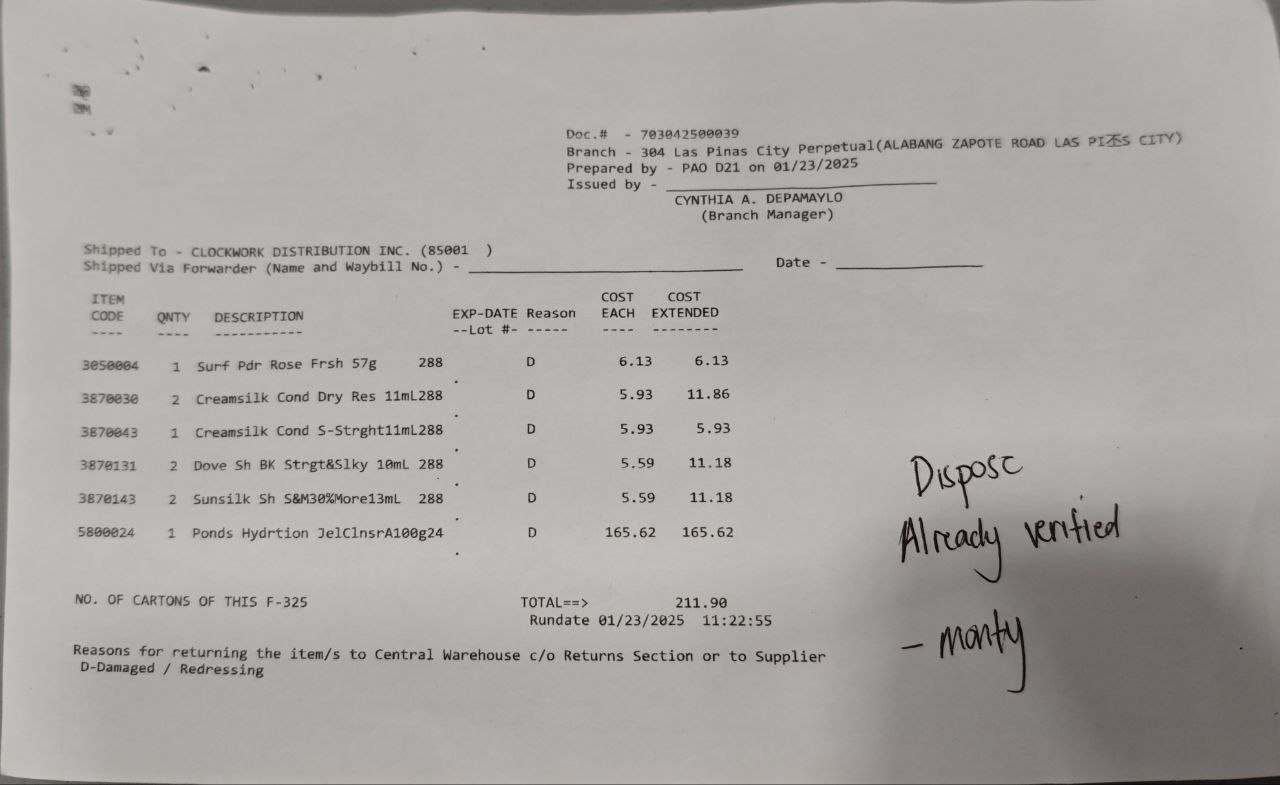 Doc.# - 703042500039
Branch - 304 Las Pinas City Perpetual(ALABANG ZAPOTE ROAD LAS CITY)
Prepared by - PAO D21 on 01/23/2025
Issued by - ____________________
CYNTHIA A. DEPAMAYLO
(Branch Manager)
Shipped To - CLOCKWORK DISTRIBUTION INC. (85001 )
Shipped Via Forwarder (Name and Waybill No.) - ____________________ Date - __________
ITEM COST COST
CODE QNTY DESCRIPTION EXP-DATE Reason EACH EXTENDED
---- ---- ----------- --Lot #- ----- ---- --------
3050004 1 Surf Pdr Rose Frsh 57g 288 D 6.13 6.13
3870030 2 Creamsilk Cond Dry Res 11mL288 D 5.93 11.86
3870043 1 Creamsilk Cond S-Strght11mL288 D 5.93 5.93
3870131 2 Dove Sh BK Strgt&Slky 10mL 288 D 5.59 11.18
3870143 2 Sunsilk Sh S&M30%More13mL 288 D 5.59 11.18
5800024 1 Ponds Hydrtion JelClnsrA100g24 D 165.62 165.62
Dispose
Already verified
- monty
NO. OF CARTONS OF THIS F-325 TOTAL==> 211.90
Rundate 01/23/2025 11:22:55
Reasons for returning the item/s to Central Warehouse c/o Returns Section or to Supplier
D-Damaged / Redressing